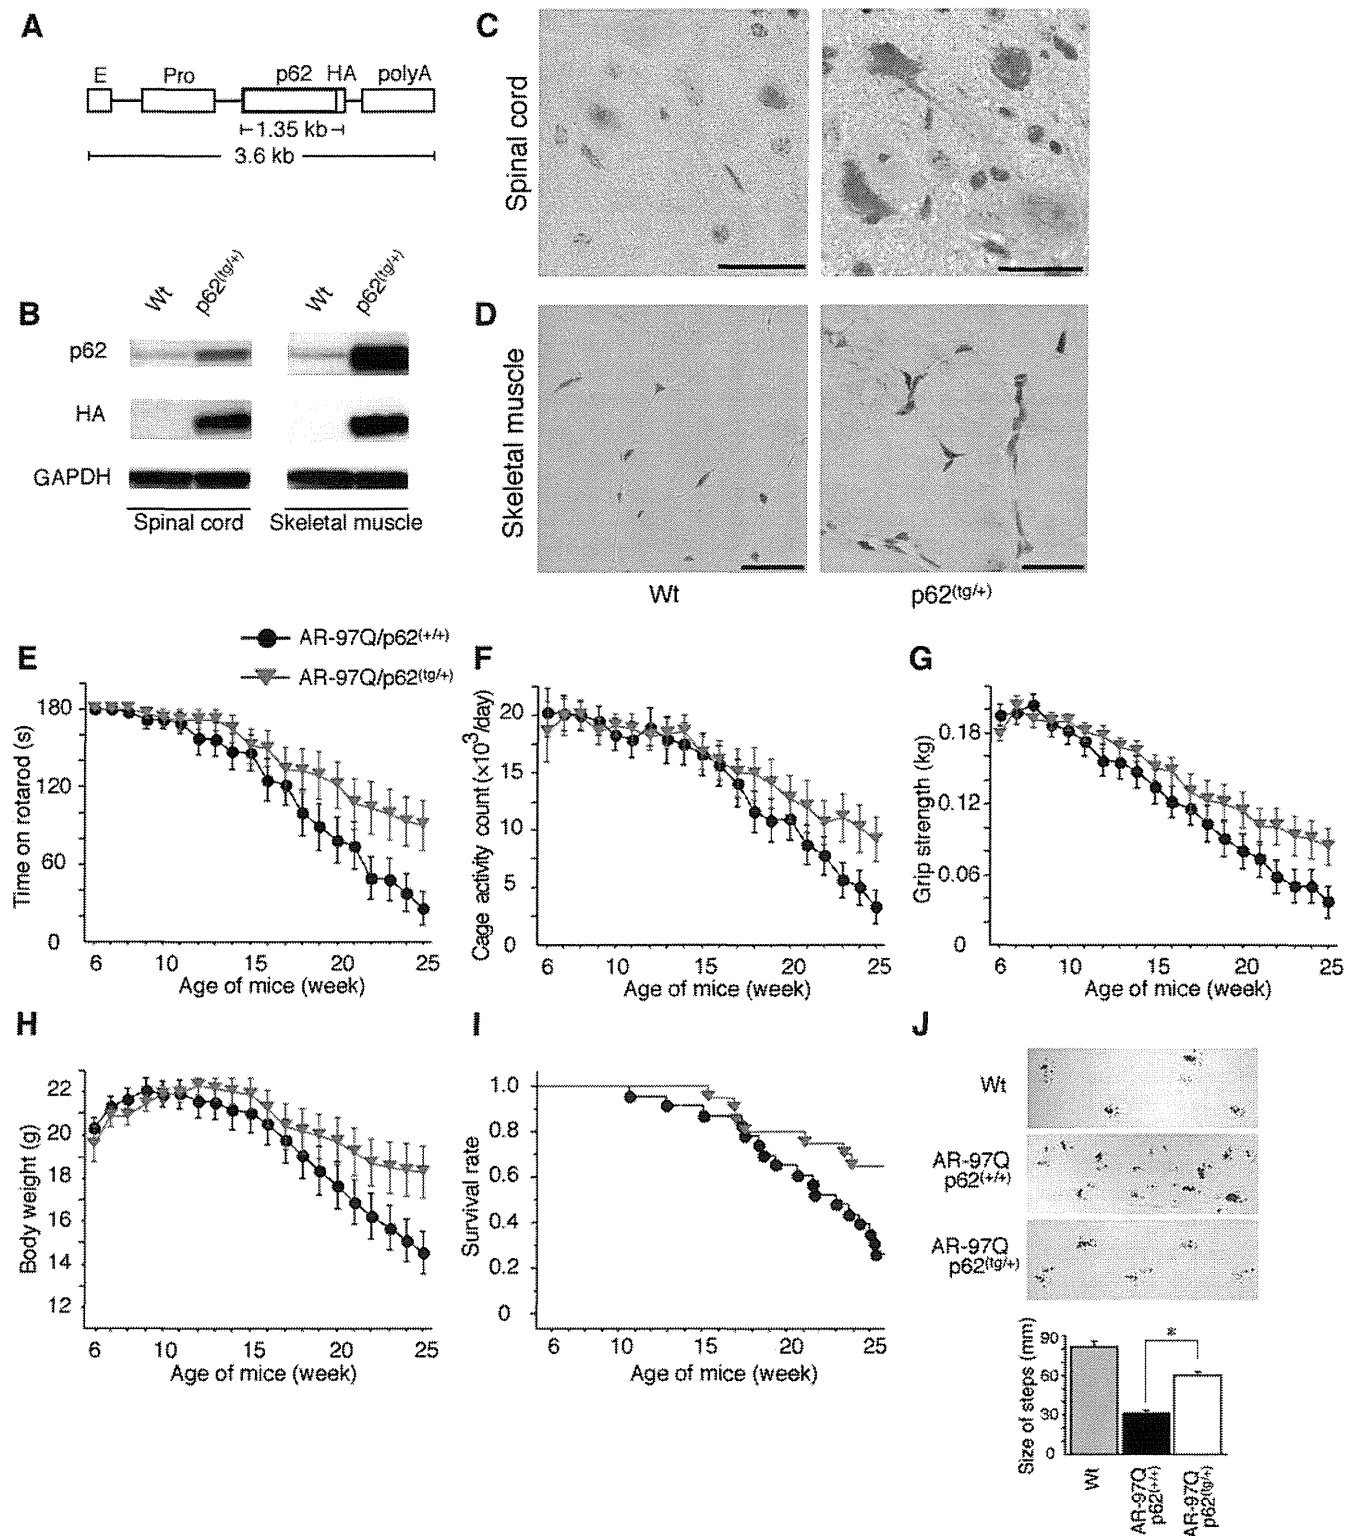 A
E Pro p62 HA polyA
1.35 kb
3.6 kb
B
Wt p62(tg/+) Wt p62(tg/+)
p62
HA
GAPDH
Spinal cord Skeletal muscle
C
Spinal cord
D
Skeletal muscle
Wt p62(tg/+)
AR-97Q/p62(+/+)
AR-97Q/p62(tg/+)
E
Time on rotarod (s)
180
120
60
0
6 10 15 20 25
Age of mice (week)
F
Cage activity count (×10³/day)
20
15
10
5
0
6 10 15 20 25
Age of mice (week)
G
Grip strength (kg)
0.18
0.12
0.06
0
6 10 15 20 25
Age of mice (week)
H
Body weight (g)
22
20
18
16
14
12
6 10 15 20 25
Age of mice (week)
I
Survival rate
1.0
0.8
0.6
0.4
0.2
0
6 10 15 20 25
Age of mice (week)
J
Wt
AR-97Q
p62(+/+)
AR-97Q
p62(tg/+)
Size of steps (mm)
90
60
30
0
*
Wt
AR-97Q
p62(+/+)
AR-97Q
p62(tg/+)